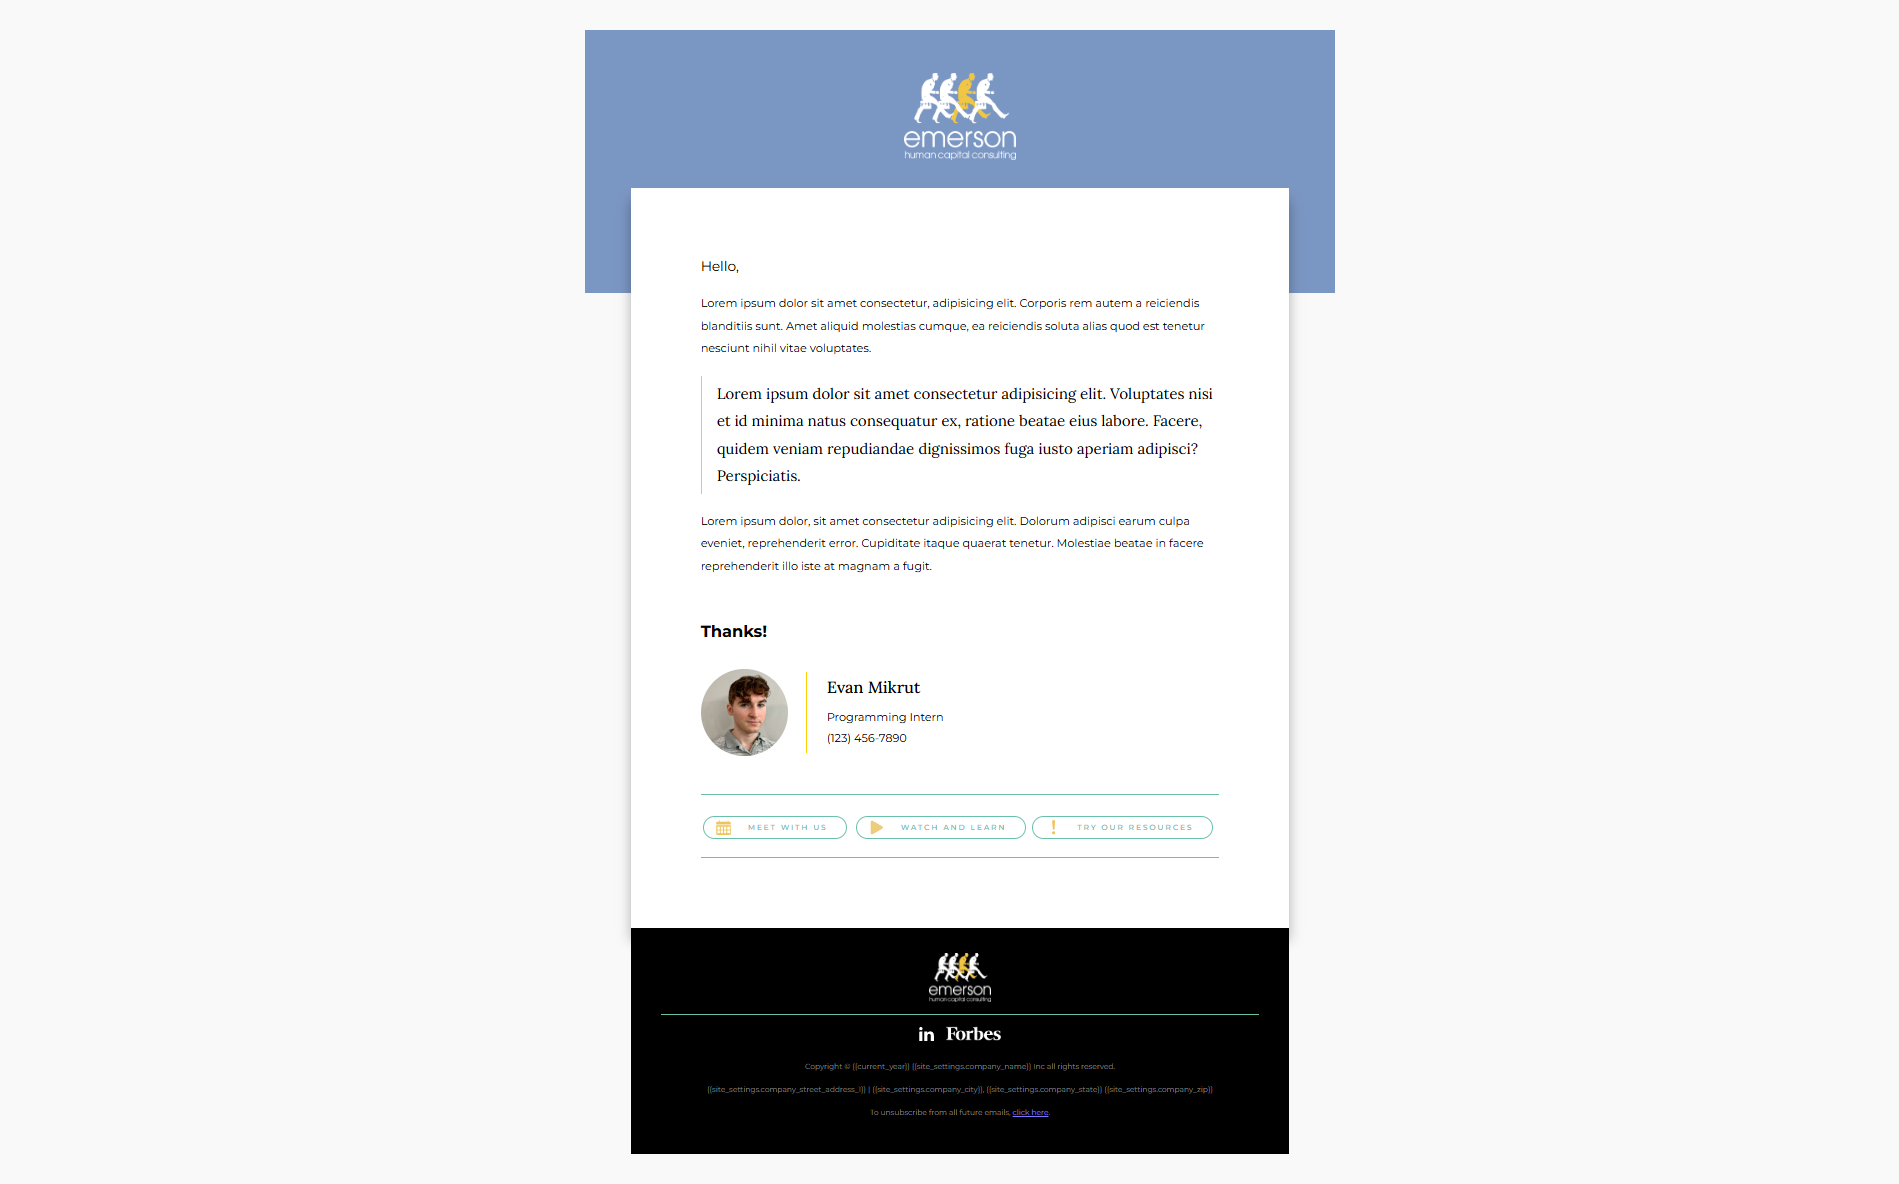 emerson
human capital consulting
Hello,
Lorem ipsum dolor sit amet consectetur, adipisicing elit. Corporis rem autem a reiciendis
blanditiis sunt. Amet aliquid molestias cumque, ea reiciendis soluta alias quod est tenetur
nesciunt nihil vitae voluptates.
Lorem ipsum dolor sit amet consectetur adipisicing elit. Voluptates nisi
et id minima natus consequatur ex, ratione beatae eius labore. Facere,
quidem veniam repudiandae dignissimos fuga iusto aperiam adipisci?
Perspiciatis.
Lorem ipsum dolor, sit amet consectetur adipisicing elit. Dolorum adipisci earum culpa
eveniet, reprehenderit error. Cupiditate itaque quaerat tenetur. Molestiae beatae in facere
reprehenderit illo iste at magnam a fugit.
Thanks!
Evan Mikrut
Programming Intern
(123) 456-7890
MEET WITH US WATCH AND LEARN TRY OUR RESOURCES
emerson
human capital consulting
in Forbes
Copyright © {{current_year}} {{site_settings.company_name}} Inc all rights reserved.
{{site_settings.company_street_address_1}} | {{site_settings.company_city}}, {{site_settings.company_state}} {{site_settings.company_zip}}
To unsubscribe from all future emails, click here.